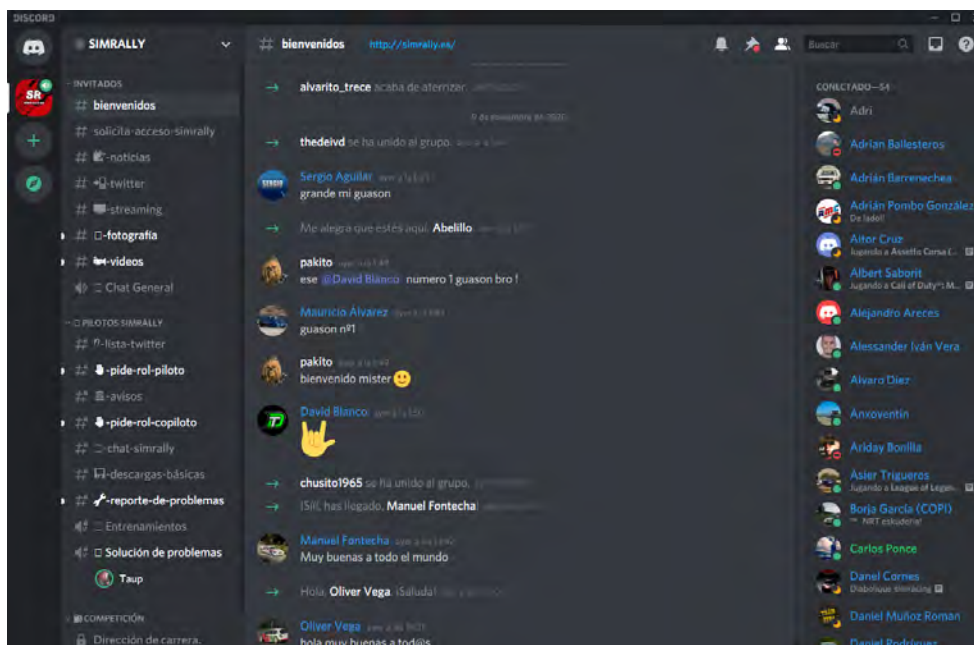 DISCORD
SIMRALLY
INVITADOS
# bienvenidos
# solicita-acceso-simrally
# -noticias
# -twitter
# -streaming
# -fotografía
# -videos
Chat General
PILOTOS SIMRALLY
# -lista-twitter
# -pide-rol-piloto
# -avisos
# -pide-rol-copiloto
# -chat-simrally
# -descargas-básicas
# -reporte-de-problemas
Entrenamientos
Solución de problemas
Taup
COMPETICIÓN
Dirección de carrera.
# bienvenidos http://simrally.es/
Buscar
→ alvarito_trece acaba de aterrizar.
→ thedeivd se ha unido al grupo.
Sergio Aguilar
grande mi guason
→ Me alegra que estés aquí, Abelillo.
pakito
ese @David Blanco numero 1 guason bro !
Mauricio Álvarez
guason nº1
pakito
bienvenido mister 🙂
David Blanco
→ chusito1965 se ha unido al grupo.
→ ¡Siií, has llegado, Manuel Fontecha!
Manuel Fontecha
Muy buenas a todo el mundo
→ Hola, Oliver Vega. ¡Saluda!
Oliver Vega
hola muy buenas a tod@s
CONECTADO—54
Adri
Adrian Ballesteros
Adrián Barrenechea
Adrián Pombo González
De lado!!
Aitor Cruz
Jugando a Assetto Corsa (...
Albert Saborit
Jugando a Call of Duty®: M...
Alejandro Areces
Alessander Iván Vera
Alvaro Diez
Anxoventin
Ariday Bonilla
Asier Trigueros
Jugando a League of Legen...
Borja García (COPI)
NRT eskuderia!
Carlos Ponce
Danel Cornes
Diabolique simracing
Daniel Muñoz Roman
Daniel Rodríguez